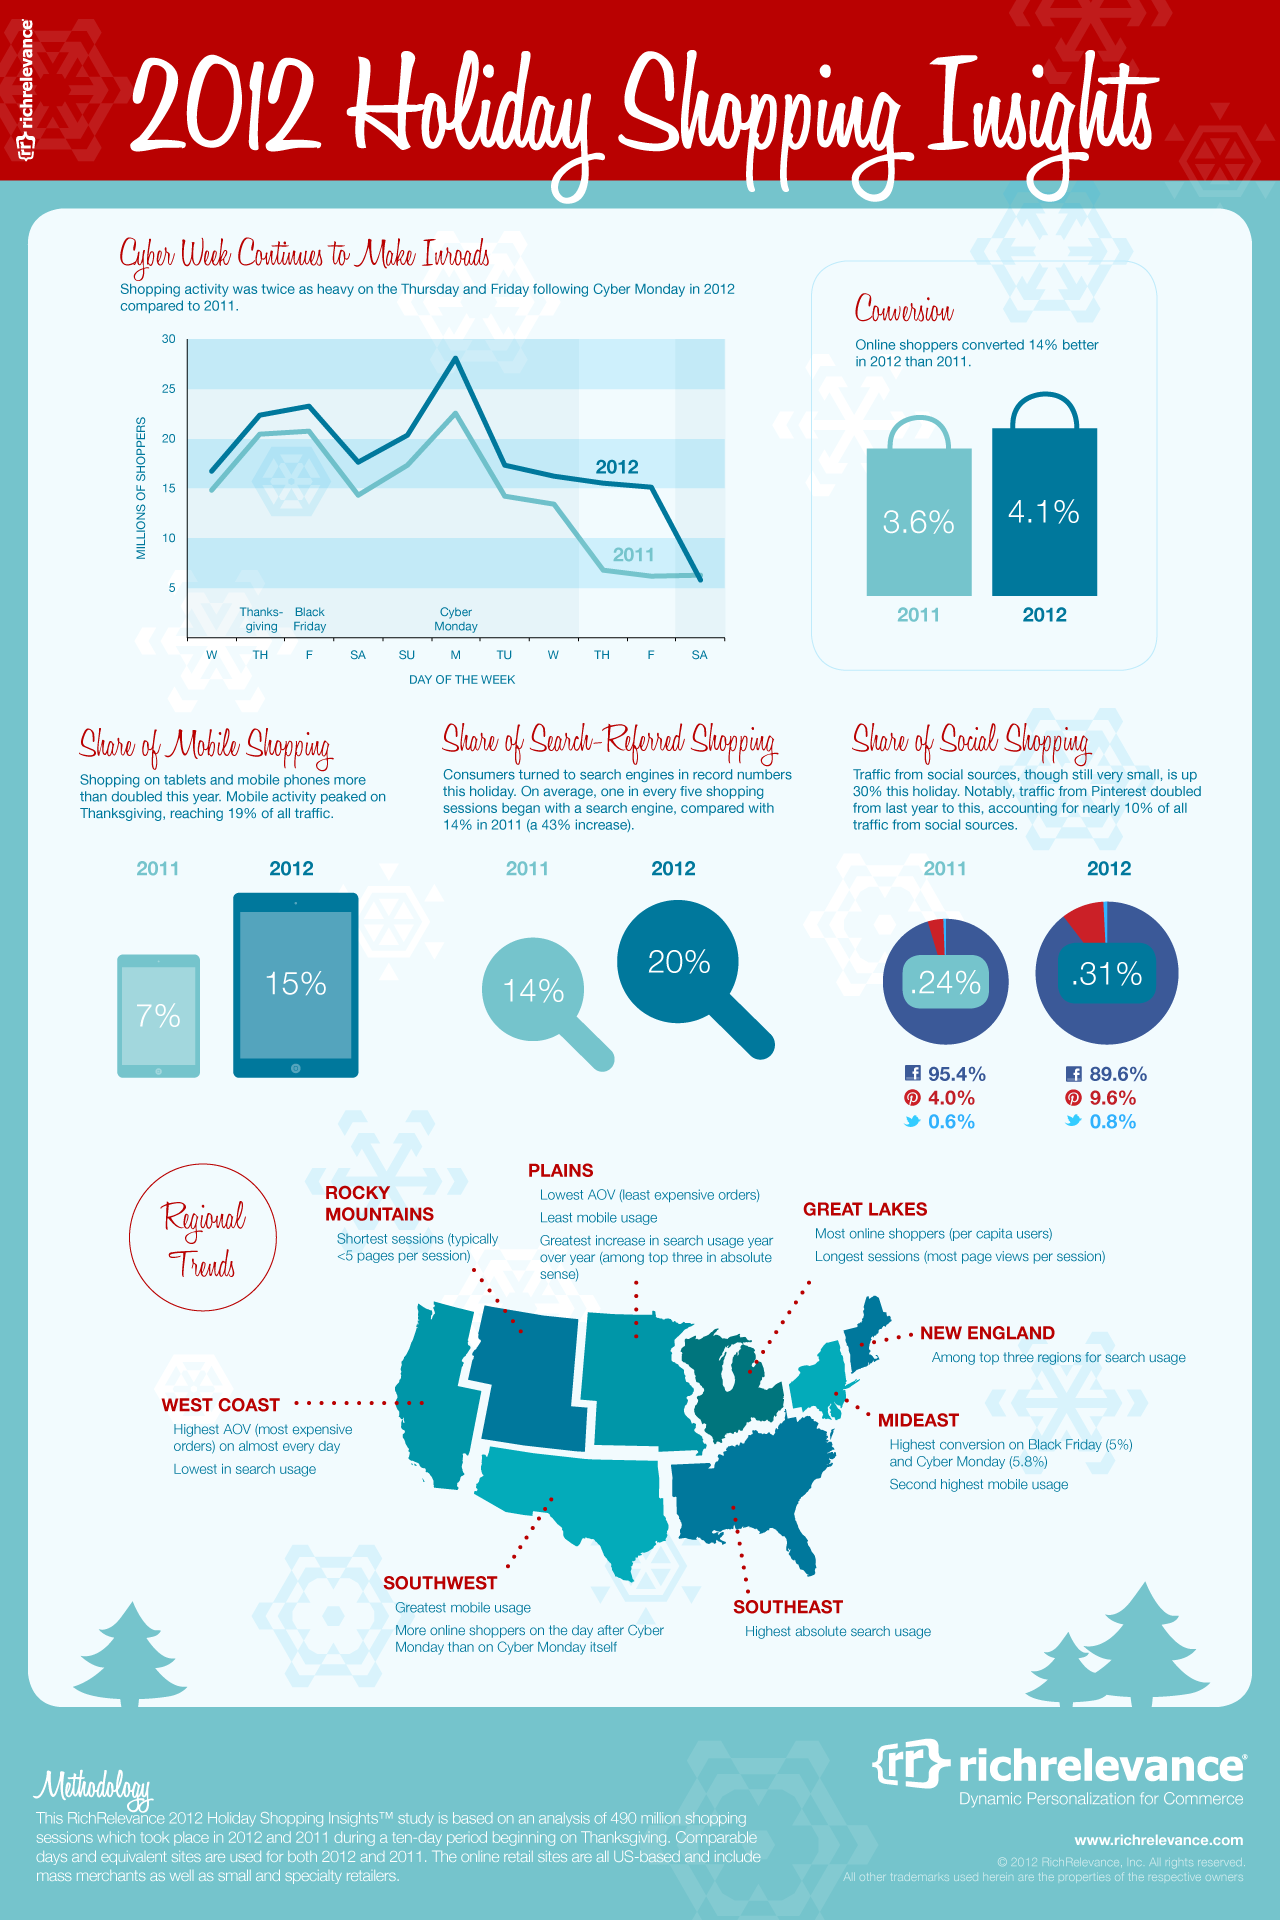 richrelevance
2012 Holiday Shopping Insights
Cyber Week Continues to Make Inroads
Shopping activity was twice as heavy on the Thursday and Friday following Cyber Monday in 2012
compared to 2011.
30
25
20
15
10
5
MILLIONS OF SHOPPERS
2012
2011
Thanks-
giving
Black
Friday
Cyber
Monday
W TH F SA SU M TU W TH F SA
DAY OF THE WEEK
Conversion
Online shoppers converted 14% better
in 2012 than 2011.
3.6%
4.1%
2011
2012
Share of Mobile Shopping
Shopping on tablets and mobile phones more
than doubled this year. Mobile activity peaked on
Thanksgiving, reaching 19% of all traffic.
2011
2012
7%
15%
Share of Search-Referred Shopping
Consumers turned to search engines in record numbers
this holiday. On average, one in every five shopping
sessions began with a search engine, compared with
14% in 2011 (a 43% increase).
2011
2012
14%
20%
Share of Social Shopping
Traffic from social sources, though still very small, is up
30% this holiday. Notably, traffic from Pinterest doubled
from last year to this, accounting for nearly 10% of all
traffic from social sources.
2011
2012
.24%
.31%
95.4%
4.0%
0.6%
89.6%
9.6%
0.8%
Regional
Trends
ROCKY
MOUNTAINS
Shortest sessions (typically
<5 pages per session)
PLAINS
Lowest AOV (least expensive orders)
Least mobile usage
Greatest increase in search usage year
over year (among top three in absolute
sense)
GREAT LAKES
Most online shoppers (per capita users)
Longest sessions (most page views per session)
NEW ENGLAND
Among top three regions for search usage
WEST COAST
Highest AOV (most expensive
orders) on almost every day
Lowest in search usage
MIDEAST
Highest conversion on Black Friday (5%)
and Cyber Monday (5.8%)
Second highest mobile usage
SOUTHWEST
Greatest mobile usage
More online shoppers on the day after Cyber
Monday than on Cyber Monday itself
SOUTHEAST
Highest absolute search usage
Methodology
This RichRelevance 2012 Holiday Shopping Insights™ study is based on an analysis of 490 million shopping
sessions which took place in 2012 and 2011 during a ten-day period beginning on Thanksgiving. Comparable
days and equivalent sites are used for both 2012 and 2011. The online retail sites are all US-based and include
mass merchants as well as small and specialty retailers.
{rr} richrelevance®
Dynamic Personalization for Commerce
www.richrelevance.com
© 2012 RichRelevance, Inc. All rights reserved.
All other trademarks used herein are the properties of the respective owners